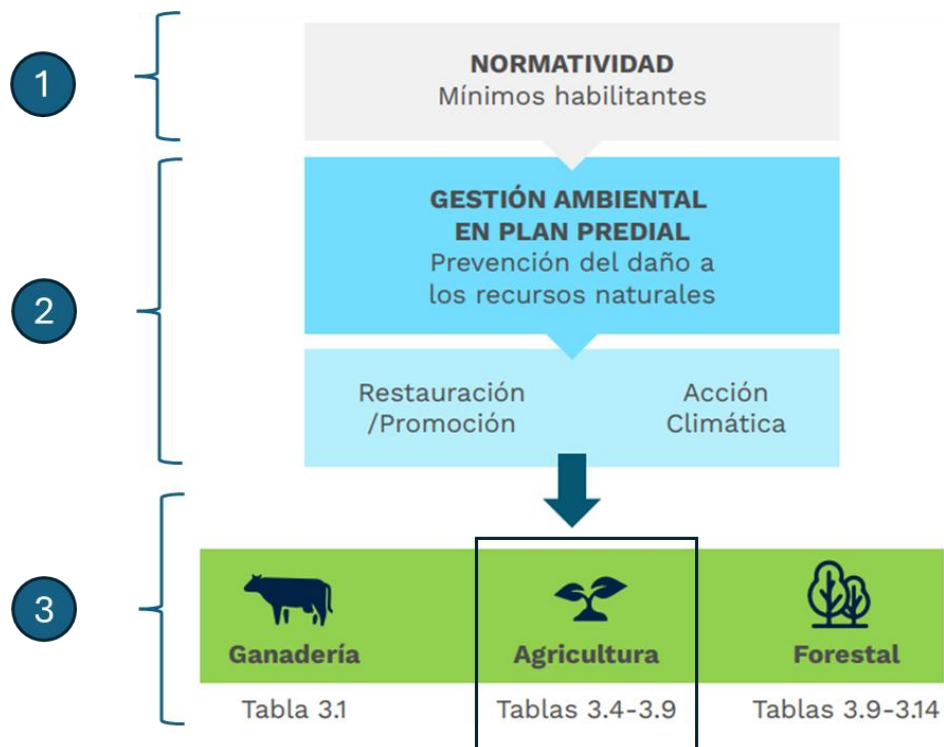 1
NORMATIVIDAD
Mínimos habilitantes
2
GESTIÓN AMBIENTAL
EN PLAN PREDIAL
Prevención del daño a
los recursos naturales
Restauración
/Promoción
Acción
Climática
3
Ganadería
Agricultura
Forestal
Tabla 3.1
Tablas 3.4-3.9
Tablas 3.9-3.14